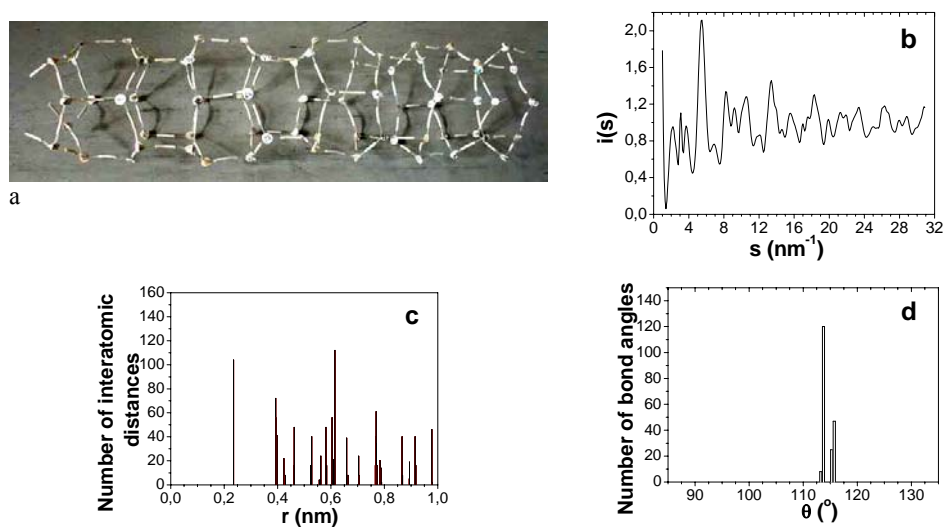 a
b
i(s)
2,0
1,6
1,2
0,8
0,4
0,0
0 4 8 12 16 20 24 28 32
s (nm⁻¹)
c
Number of interatomic
distances
160
140
120
100
80
60
40
20
0
0,0 0,2 0,4 0,6 0,8 1,0
r (nm)
d
Number of bond angles
140
120
100
80
60
40
20
0
90 100 110 120 130
θ (º)